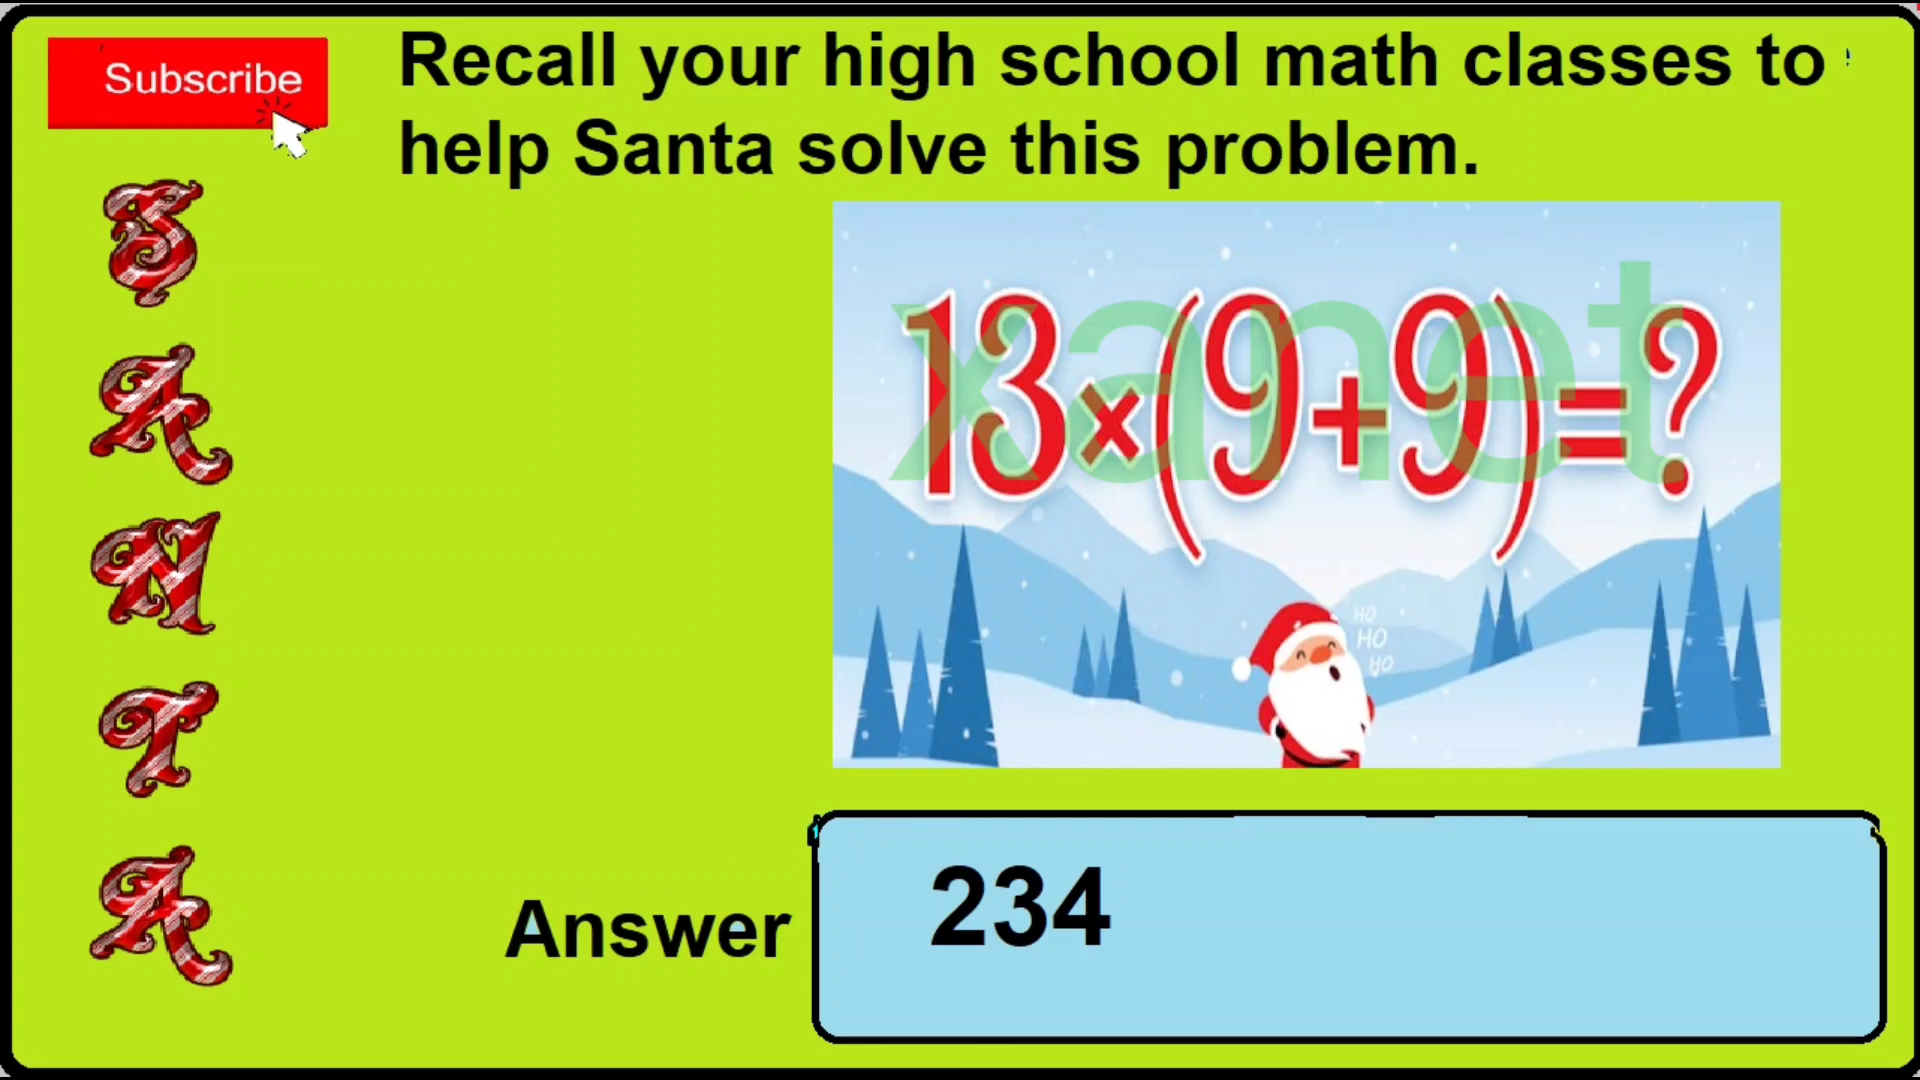 Subscribe
Recall your high school math classes to
help Santa solve this problem.
S
A
N
T
A
13×(9+9)=?
xanet
HO
HO
HO
Answer
234